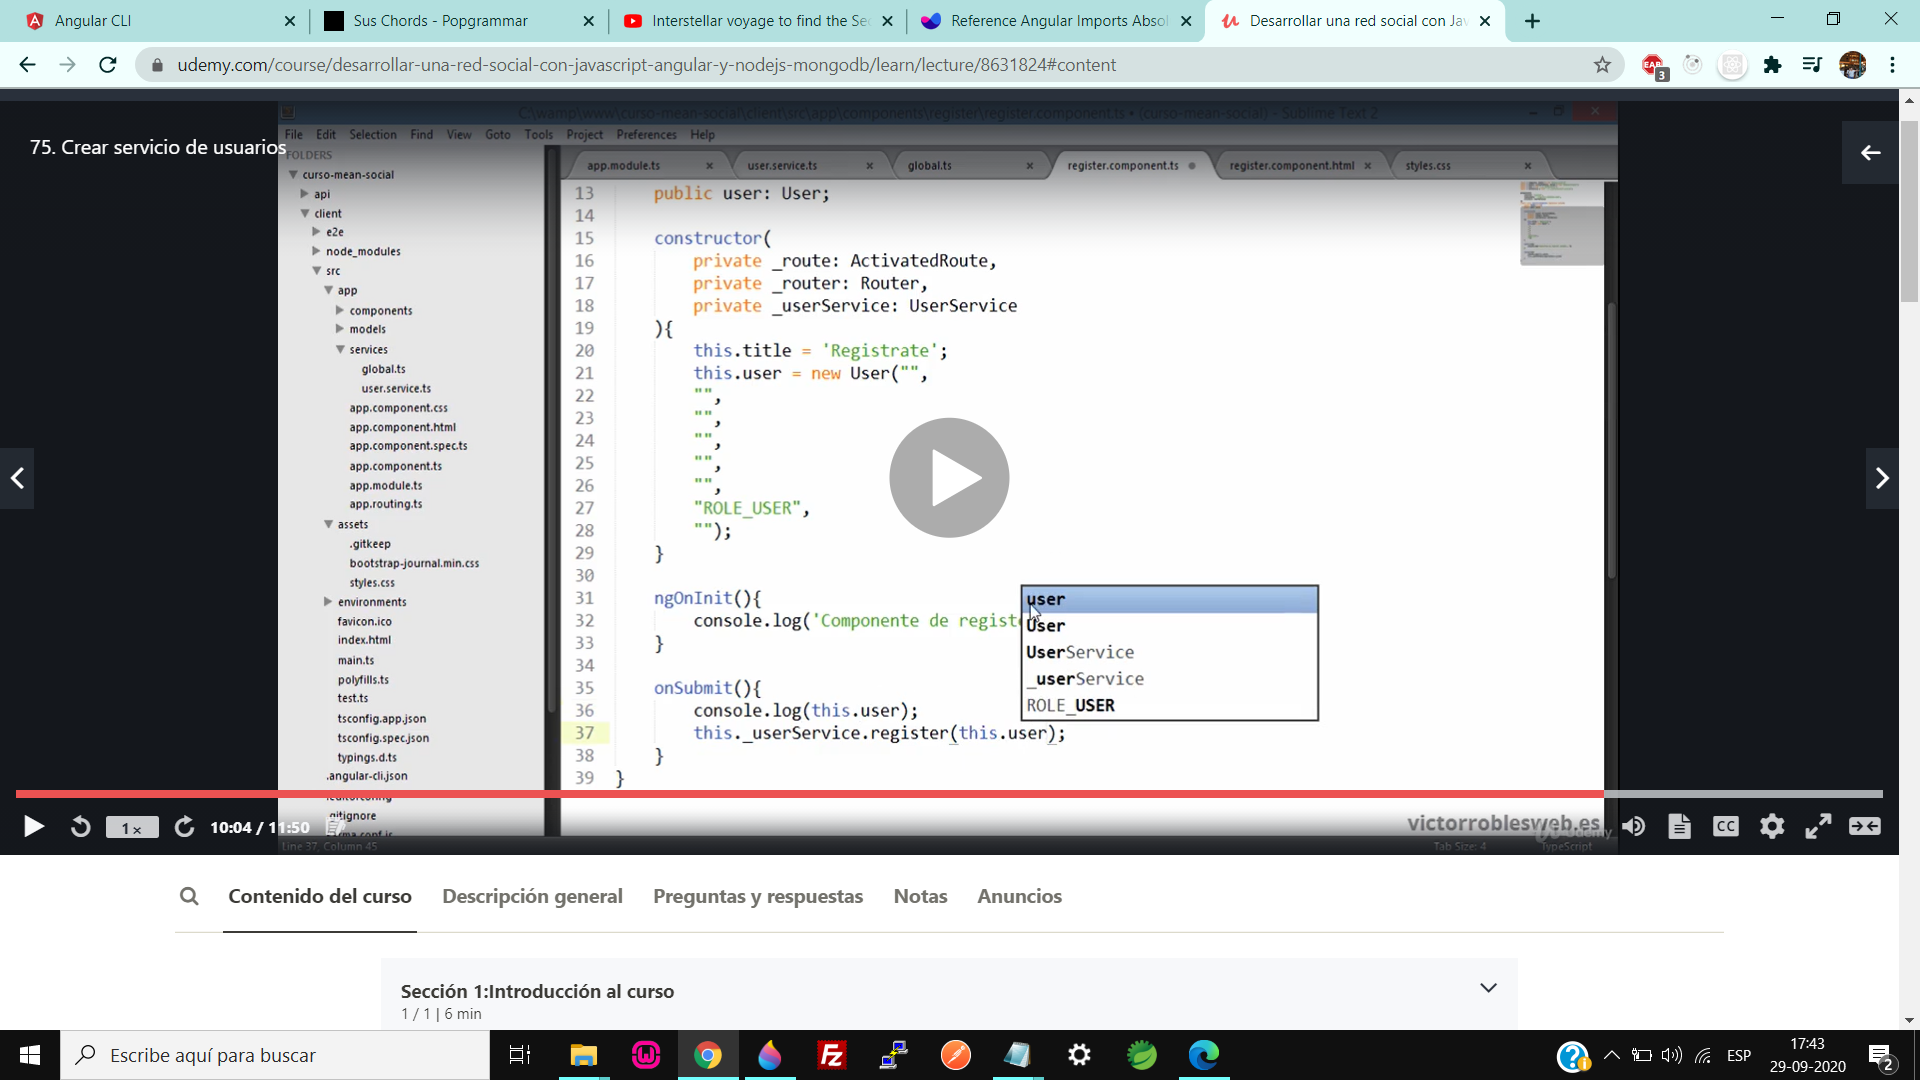 Angular CLI
Sus Chords - Popgrammar
Interstellar voyage to find the Sec
Reference Angular Imports Absol
Desarrollar una red social con Jav
udemy.com/course/desarrollar-una-red-social-con-javascript-angular-y-nodejs-mongodb/learn/lecture/8631824#content
EAB
3
C:\wamp\www\curso-mean-social\client\src\app\components\register\register.component.ts • (curso-mean-social) - Sublime Text 2
File Edit Selection Find View Goto Tools Project Preferences Help
75. Crear servicio de usuarios
FOLDERS
curso-mean-social
api
client
e2e
node_modules
src
app
components
models
services
global.ts
user.service.ts
app.component.css
app.component.html
app.component.spec.ts
app.component.ts
app.module.ts
app.routing.ts
assets
.gitkeep
bootstrap-journal.min.css
styles.css
environments
favicon.ico
index.html
main.ts
polyfills.ts
test.ts
tsconfig.app.json
tsconfig.spec.json
typings.d.ts
.angular-cli.json
.editorconfig
.gitignore
app.module.ts
user.service.ts
global.ts
register.component.ts
register.component.html
styles.css
13 public user: User;
14
15 constructor(
16 private _route: ActivatedRoute,
17 private _router: Router,
18 private _userService: UserService
19 ){
20 this.title = 'Registrate';
21 this.user = new User("",
22 "",
23 "",
24 "",
25 "",
26 "",
27 "ROLE_USER",
28 "");
29 }
30
31 ngOnInit(){
32 console.log('Componente de registr
33 }
34
35 onSubmit(){
36 console.log(this.user);
37 this._userService.register(this.user);
38 }
39 }
user
User
UserService
_userService
ROLE_USER
victorroblesweb.es
Udemy
1×
10:04 / 11:50
CC
Line 37, Column 45
Tab Size: 4
TypeScript
Contenido del curso
Descripción general
Preguntas y respuestas
Notas
Anuncios
Sección 1:Introducción al curso
1 / 1 | 6 min
Escribe aquí para buscar
Fz
ESP
17:43
29-09-2020
2